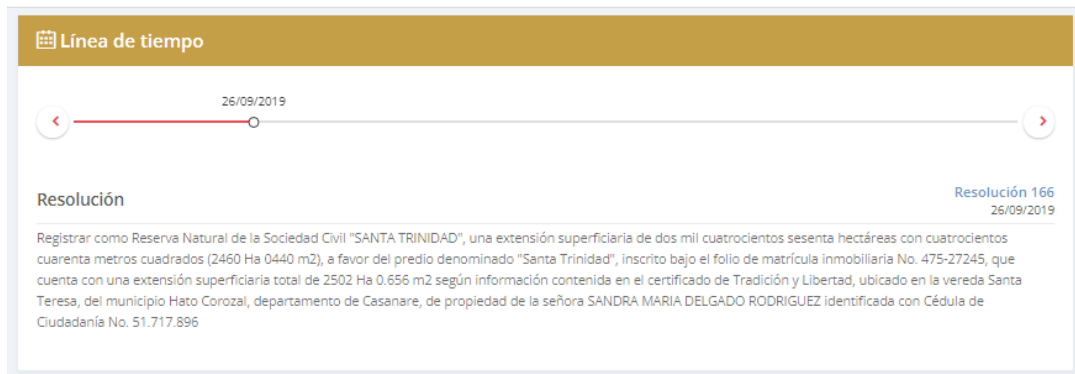 Línea de tiempo
26/09/2019
Resolución
Resolución 166
26/09/2019
Registrar como Reserva Natural de la Sociedad Civil "SANTA TRINIDAD", una extensión superficiaria de dos mil cuatrocientos sesenta hectáreas con cuatrocientos
cuarenta metros cuadrados (2460 Ha 0440 m2), a favor del predio denominado "Santa Trinidad", inscrito bajo el folio de matrícula inmobiliaria No. 475-27245, que
cuenta con una extensión superficiaria total de 2502 Ha 0.656 m2 según información contenida en el certificado de Tradición y Libertad, ubicado en la vereda Santa
Teresa, del municipio Hato Corozal, departamento de Casanare, de propiedad de la señora SANDRA MARIA DELGADO RODRIGUEZ identificada con Cédula de
Ciudadanía No. 51.717.896